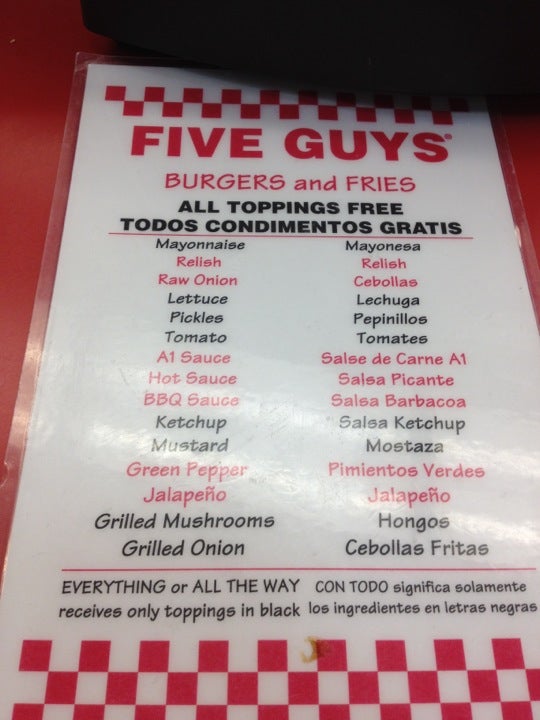 FIVE GUYS®
BURGERS and FRIES
ALL TOPPINGS FREE
TODOS CONDIMENTOS GRATIS
Mayonnaise Mayonesa
Relish Relish
Raw Onion Cebollas
Lettuce Lechuga
Pickles Pepinillos
Tomato Tomates
A1 Sauce Salse de Carne A1
Hot Sauce Salsa Picante
BBQ Sauce Salsa Barbacoa
Ketchup Salsa Ketchup
Mustard Mostaza
Green Pepper Pimientos Verdes
Jalapeño Jalapeño
Grilled Mushrooms Hongos
Grilled Onion Cebollas Fritas
EVERYTHING or ALL THE WAY CON TODO significa solamente
receives only toppings in black los ingredientes en letras negras